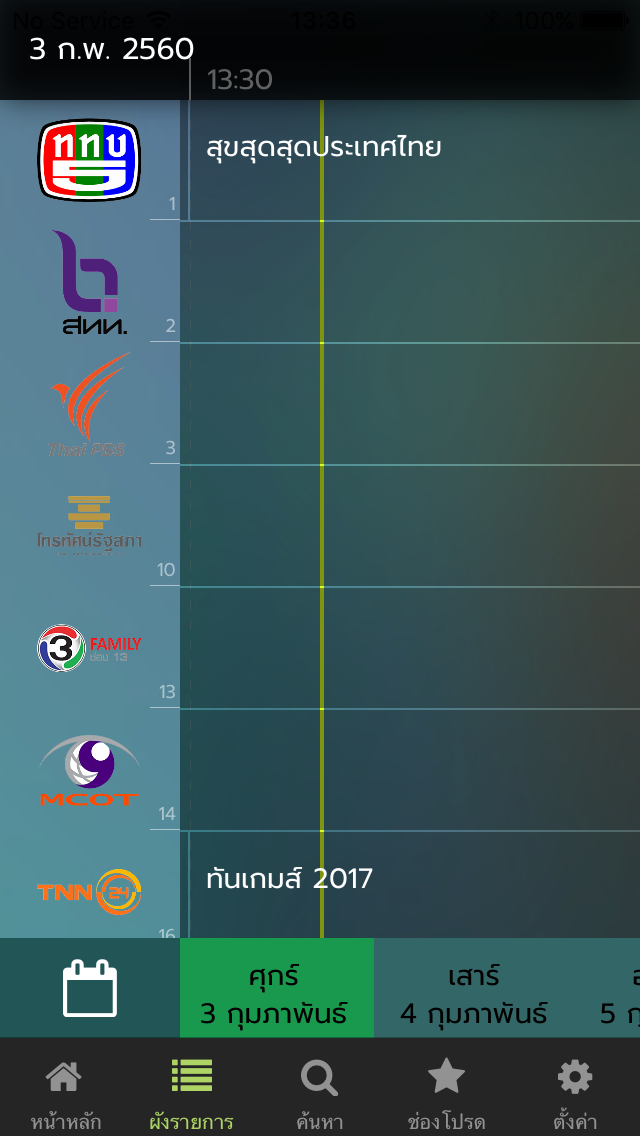 No Service 13:36 100%
3 ก.พ. 2560
13:30
ททบ
5
สุขสุดสุดประเทศไทย
1
สทท.
2
Thai PBS
3
โทรทัศน์รัฐสภา
10
3 FAMILY
ช่อง 13
13
MCOT
14
TNN 24
ทันเกมส์ 2017
16
ศุกร์
3 กุมภาพันธ์
เสาร์
4 กุมภาพันธ์
5
หน้าหลัก
ผังรายการ
ค้นหา
ช่องโปรด
ตั้งค่า